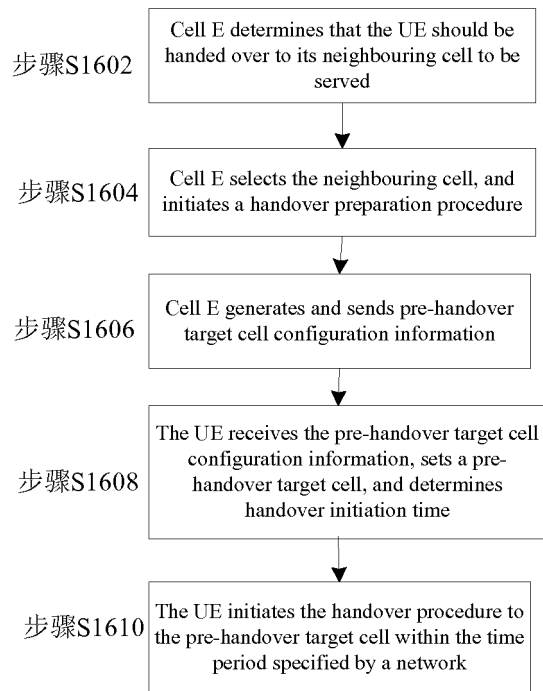 步骤S1602
Cell E determines that the UE should be
handed over to its neighbouring cell to be
served
步骤S1604
Cell E selects the neighbouring cell, and
initiates a handover preparation procedure
步骤S1606
Cell E generates and sends pre-handover
target cell configuration information
步骤S1608
The UE receives the pre-handover target cell
configuration information, sets a pre-
handover target cell, and determines
handover initiation time
步骤S1610
The UE initiates the handover procedure to
the pre-handover target cell within the time
period specified by a network